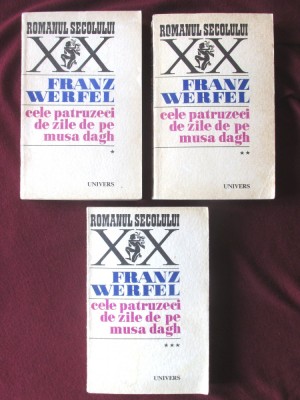 ROMANUL SECOLULUI
XX
FRANZ
WERFEL
cele patruzeci
de zile de pe
musa dagh
*
UNIVERS
ROMANUL SECOLULUI
XX
FRANZ
WERFEL
cele patruzeci
de zile de pe
musa dagh
**
UNIVERS
ROMANUL SECOLULUI
XX
FRANZ
WERFEL
cele patruzeci
de zile de pe
musa dagh
***
UNIVERS